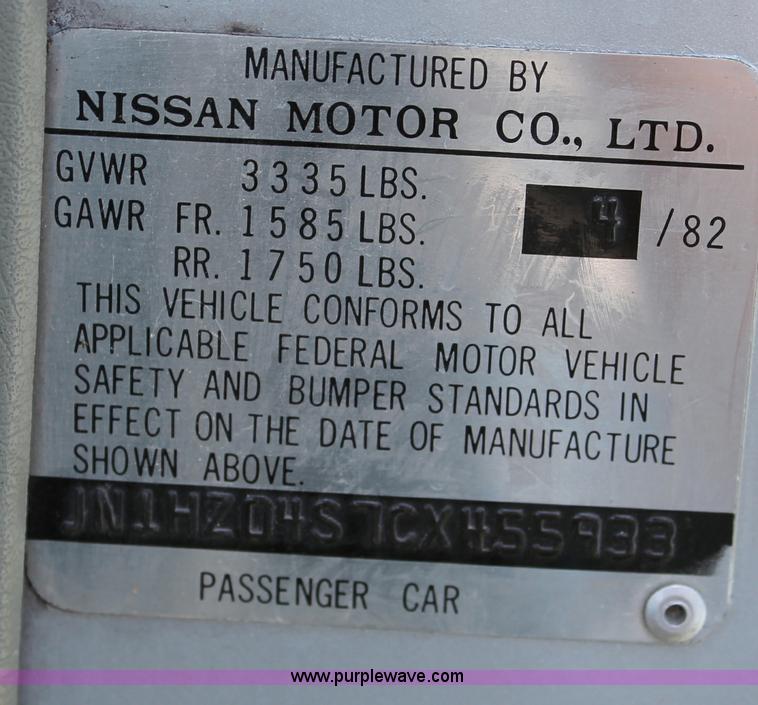 MANUFACTURED BY
NISSAN MOTOR CO., LTD.
GVWR 3335 LBS.
GAWR FR. 1585 LBS. 4 /82
RR. 1750 LBS.
THIS VEHICLE CONFORMS TO ALL
APPLICABLE FEDERAL MOTOR VEHICLE
SAFETY AND BUMPER STANDARDS IN
EFFECT ON THE DATE OF MANUFACTURE
SHOWN ABOVE.
JN1HZ04S7CX455933
PASSENGER CAR
www.purplewave.com